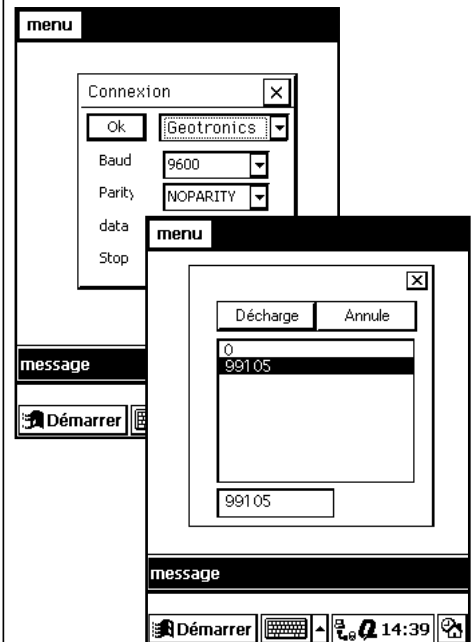 menu
Connexion
Ok Geotronics
Baud 9600
Parity NOPARITY
data
Stop
message
Démarrer
menu
Décharge Annule
0
99105
99105
message
Démarrer 14:39